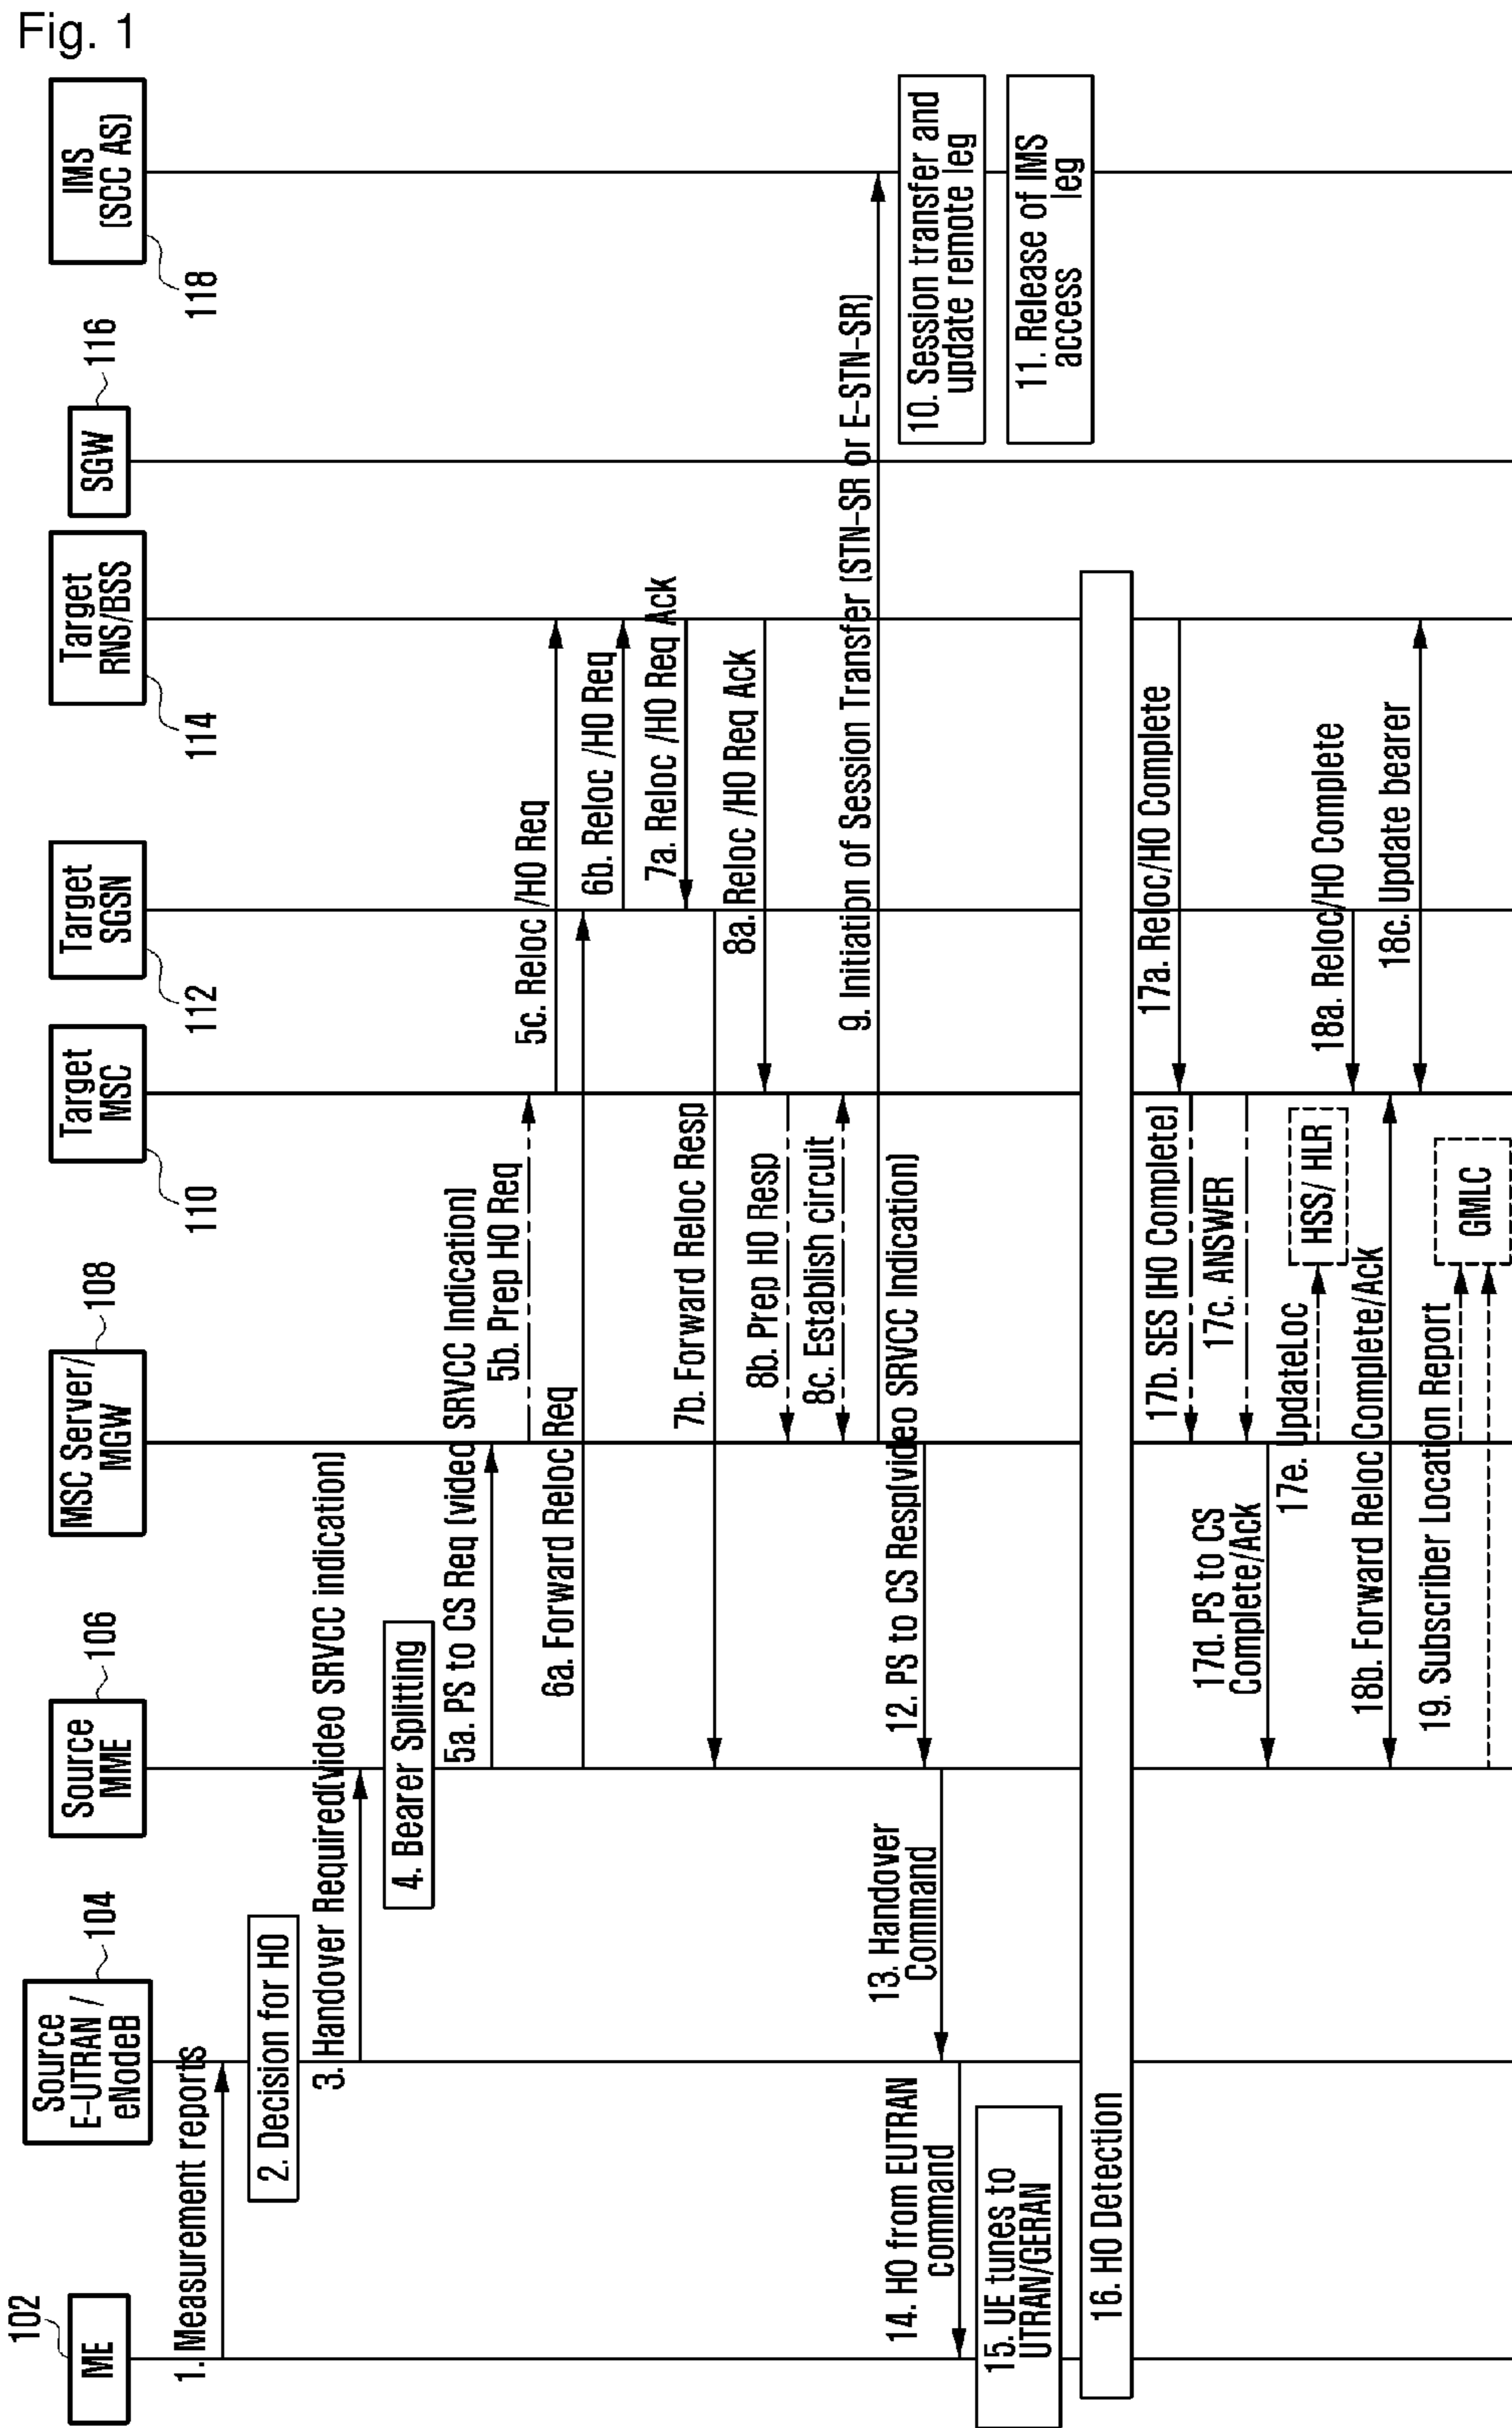 Fig. 1
102
ME
Source
E-UTRAN /
eNodeB
104
Source
MME
106
MSC Server/
MGW
108
Target
MSC
110
Target
SGSN
112
Target
RNS/BSS
114
SGW
116
IMS
(SCC AS)
118
1. Measurement reports
2. Decision for HO
3. Handover Required(video SRVCC indication)
4. Bearer Splitting
5a. PS to CS Req (video SRVCC Indication)
5b. Prep HO Req
5c. Reloc /HO Req
6a. Forward Reloc Req
6b. Reloc /HO Req
7a. Reloc /HO Req Ack
7b. Forward Reloc Resp
8a. Reloc /HO Req Ack
8b. Prep HO Resp
8c. Establish circuit
9. Initiation of Session Transfer (STN-SR or E-STN-SR)
10. Session transfer and
update remote leg
11. Release of IMS
access leg
12. PS to CS Resp(video SRVCC Indication)
13. Handover
Command
14. HO from EUTRAN
command
15. UE tunes to
UTRAN/GERAN
16. HO Detection
17a. Reloc/HO Complete
17b. SES (HO Complete)
17c. ANSWER
17d. PS to CS
Complete/Ack
17e. UpdateLoc
HSS/ HLR
18a. Reloc/HO Complete
18b. Forward Reloc Complete/Ack
18c. Update bearer
19. Subscriber Location Report
GMLC